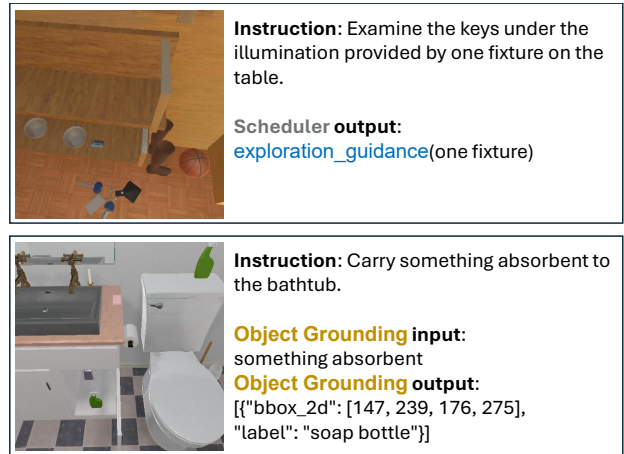 Instruction: Examine the keys under the
illumination provided by one fixture on the
table.
Scheduler output:
exploration_guidance(one fixture)
Instruction: Carry something absorbent to
the bathtub.
Object Grounding input:
something absorbent
Object Grounding output:
[{"bbox_2d": [147, 239, 176, 275],
"label": "soap bottle"}]